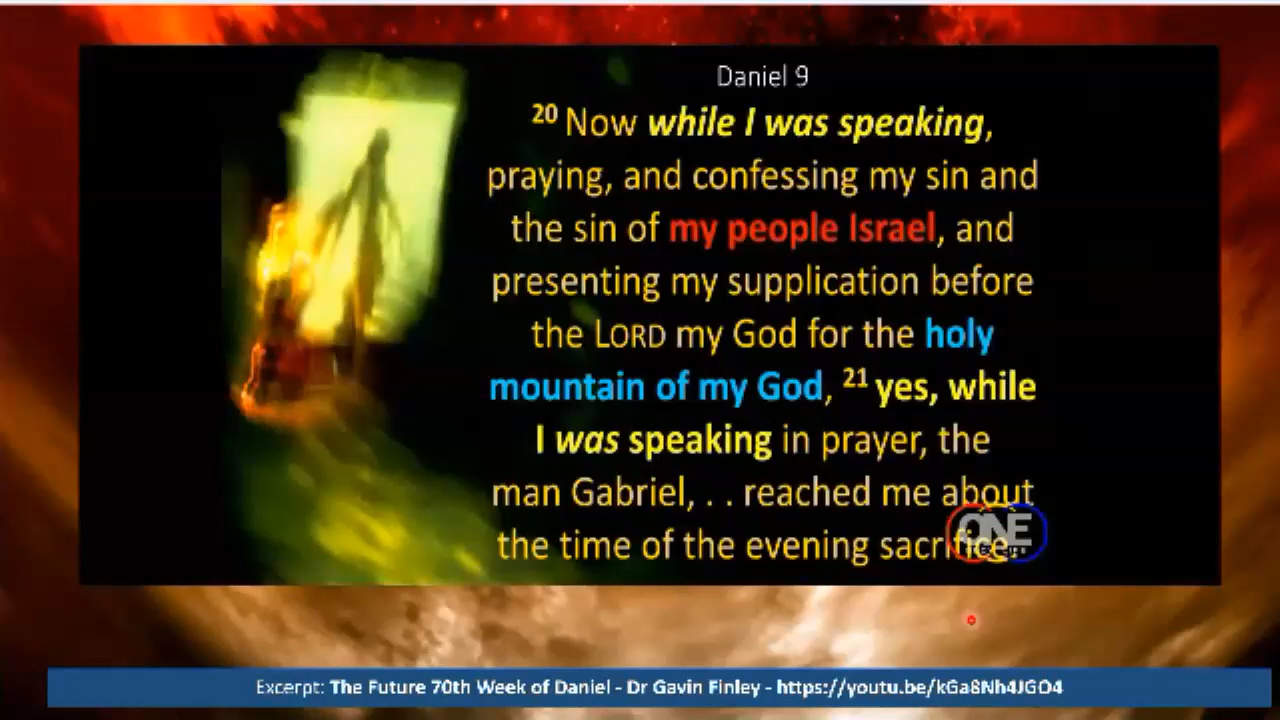 Daniel 9
20 Now while I was speaking,
praying, and confessing my sin and
the sin of my people Israel, and
presenting my supplication before
the LORD my God for the holy
mountain of my God, 21 yes, while
I was speaking in prayer, the
man Gabriel, . . reached me about
the time of the evening sacrifice
ONE
Excerpt: The Future 70th Week of Daniel - Dr Gavin Finley - https://youtu.be/kGa8Nh4JGO4